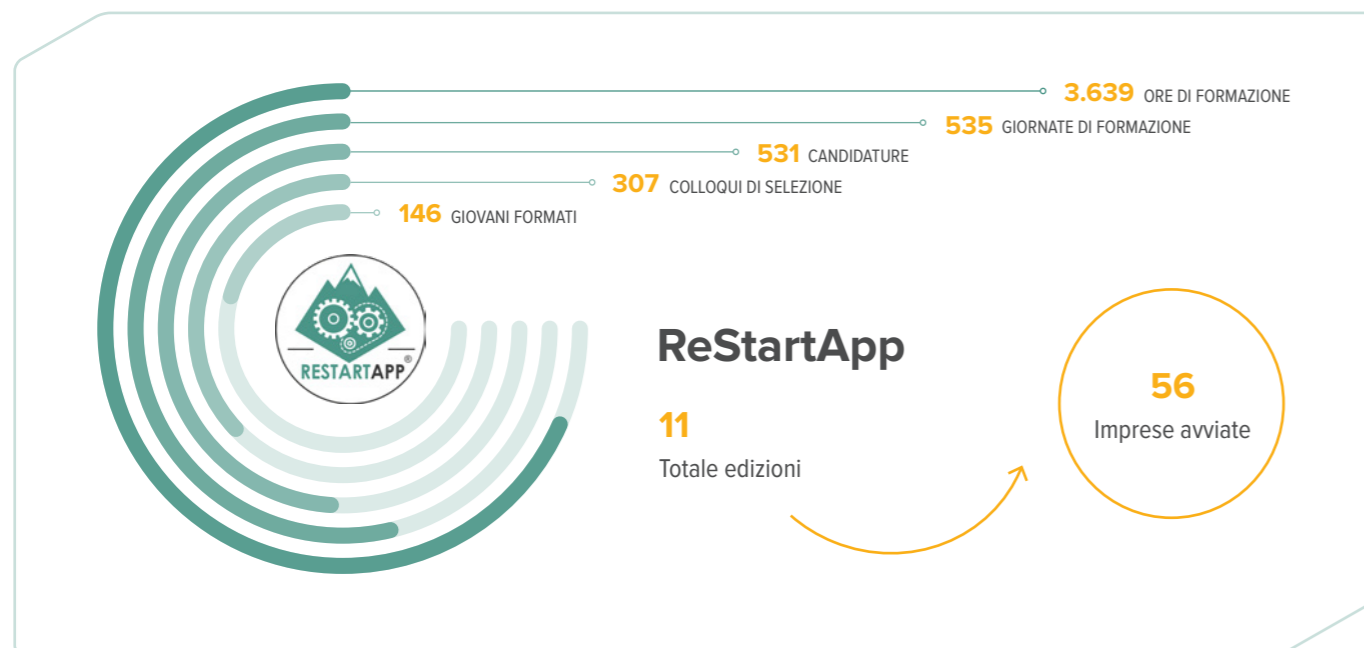 3.639 ORE DI FORMAZIONE
535 GIORNATE DI FORMAZIONE
531 CANDIDATURE
307 COLLOQUI DI SELEZIONE
146 GIOVANI FORMATI
RESTARTAPP®
ReStartApp
11
Totale edizioni
56
Imprese avviate